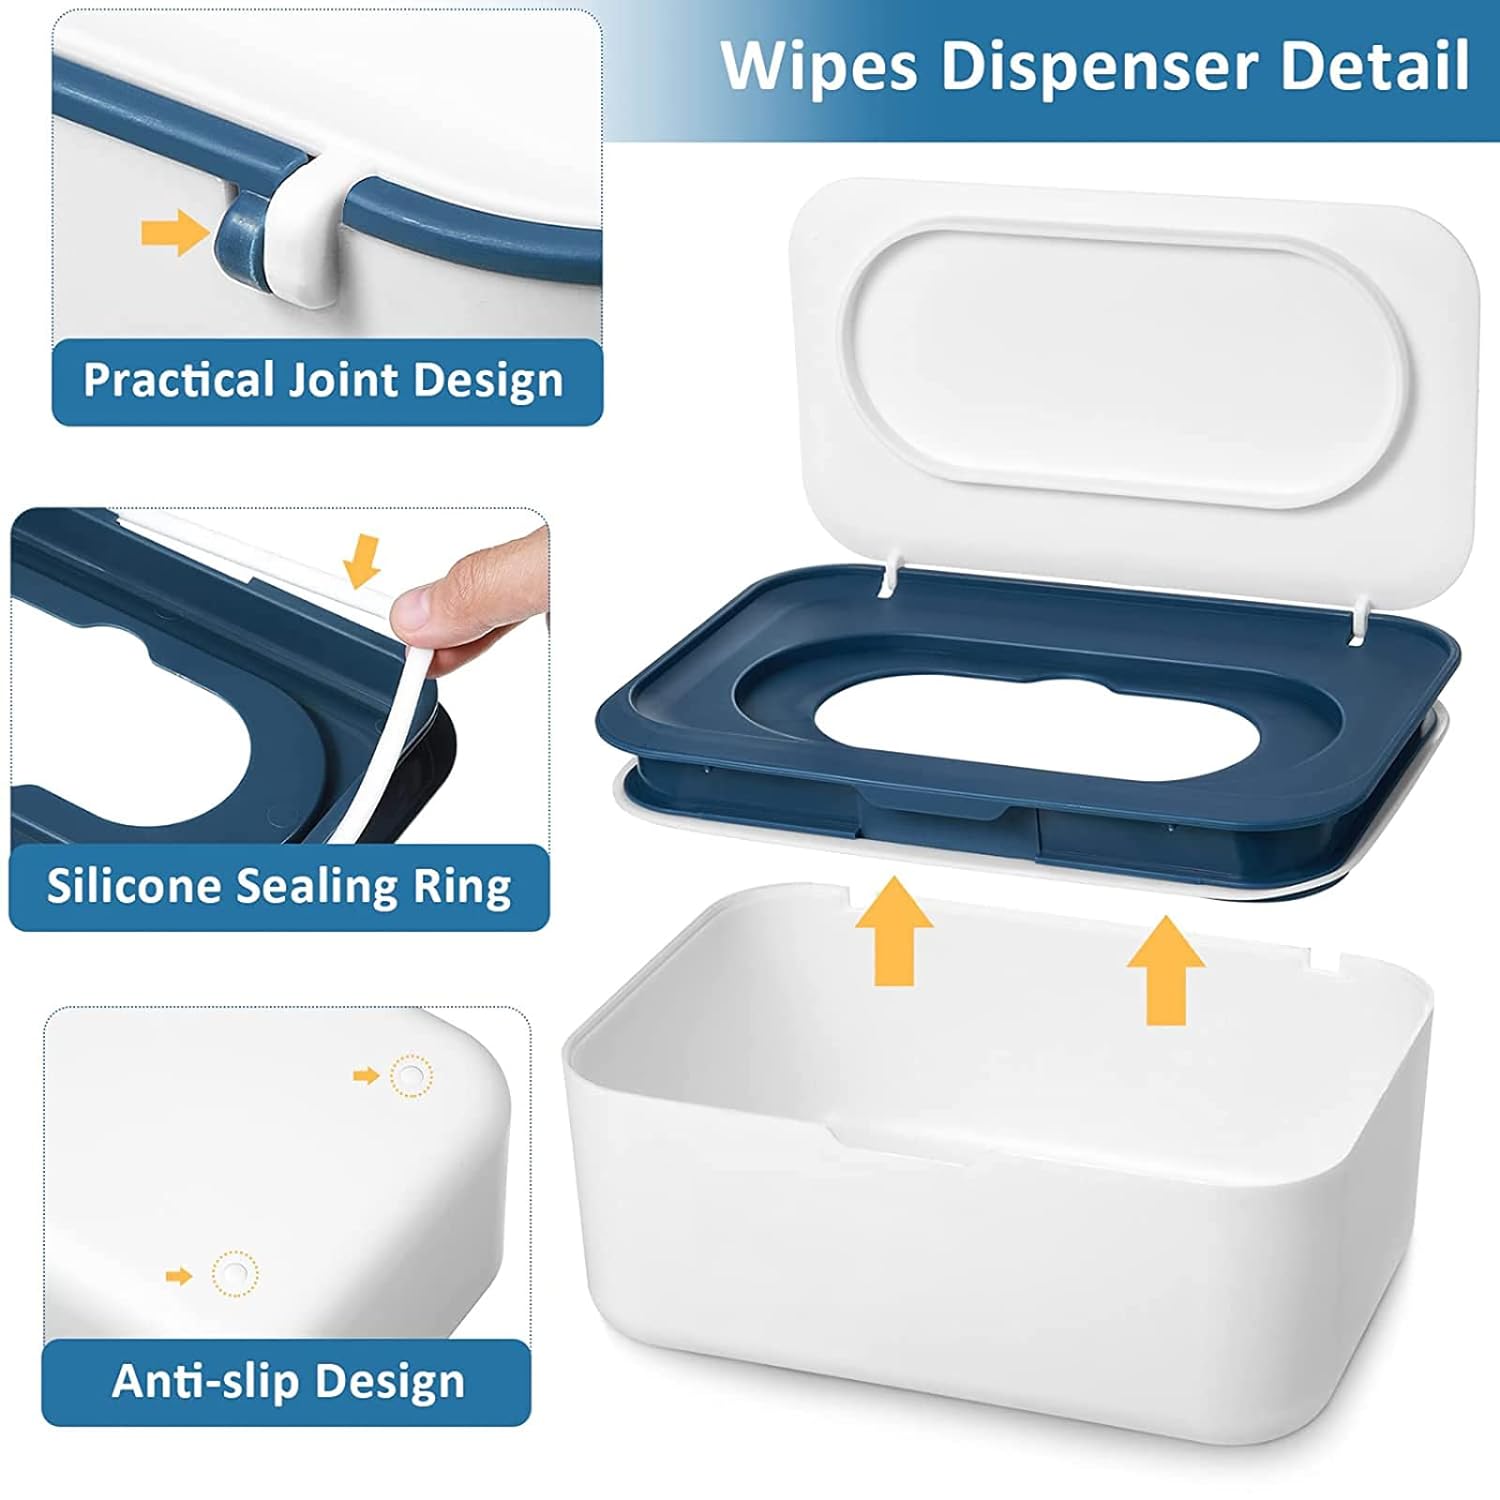 Wipes Dispenser Detail
Practical Joint Design
Silicone Sealing Ring
Anti-slip Design